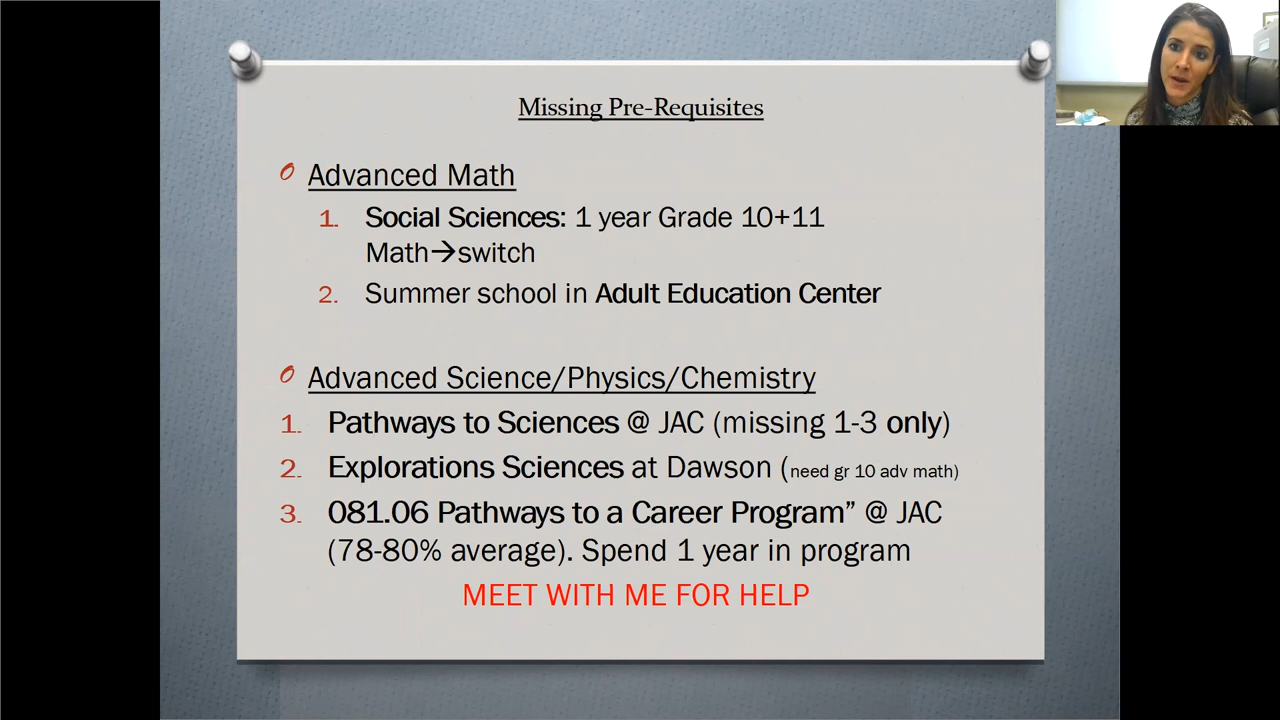 Missing Pre-Requisites
Advanced Math
1. Social Sciences: 1 year Grade 10+11
Math→switch
2. Summer school in Adult Education Center
Advanced Science/Physics/Chemistry
1. Pathways to Sciences @ JAC (missing 1-3 only)
2. Explorations Sciences at Dawson (need gr 10 adv math)
3. 081.06 Pathways to a Career Program” @ JAC
(78-80% average). Spend 1 year in program
MEET WITH ME FOR HELP